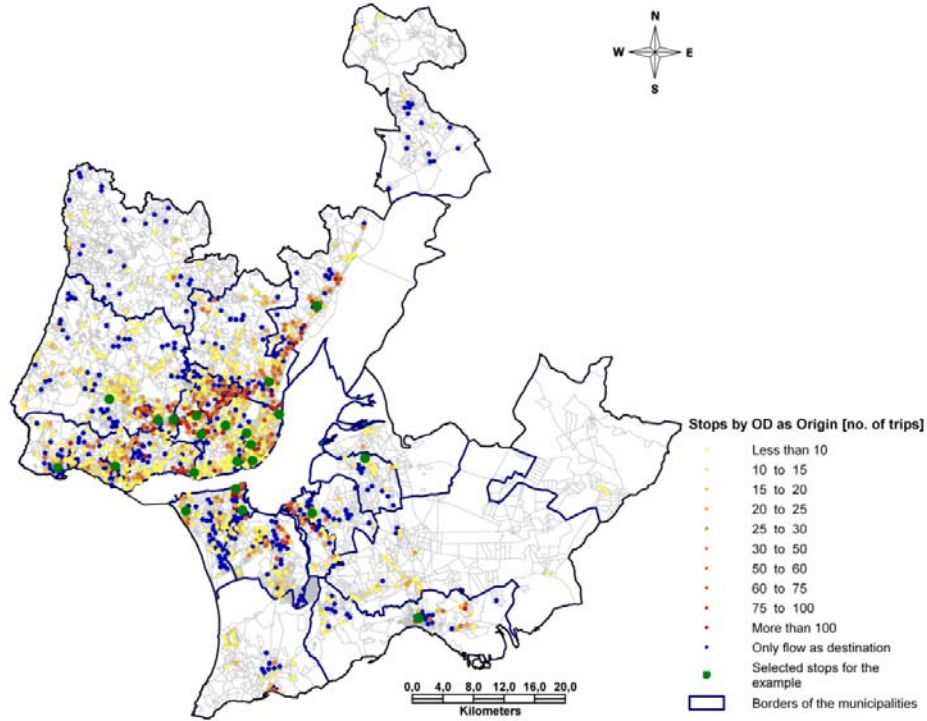 N
W E
S
Stops by OD as Origin [no. of trips]
Less than 10
10 to 15
15 to 20
20 to 25
25 to 30
30 to 50
50 to 60
60 to 75
75 to 100
More than 100
Only flow as destination
Selected stops for the
example
Borders of the municipalities
0,0 4,0 8,0 12,0 16,0 20,0
Kilometers